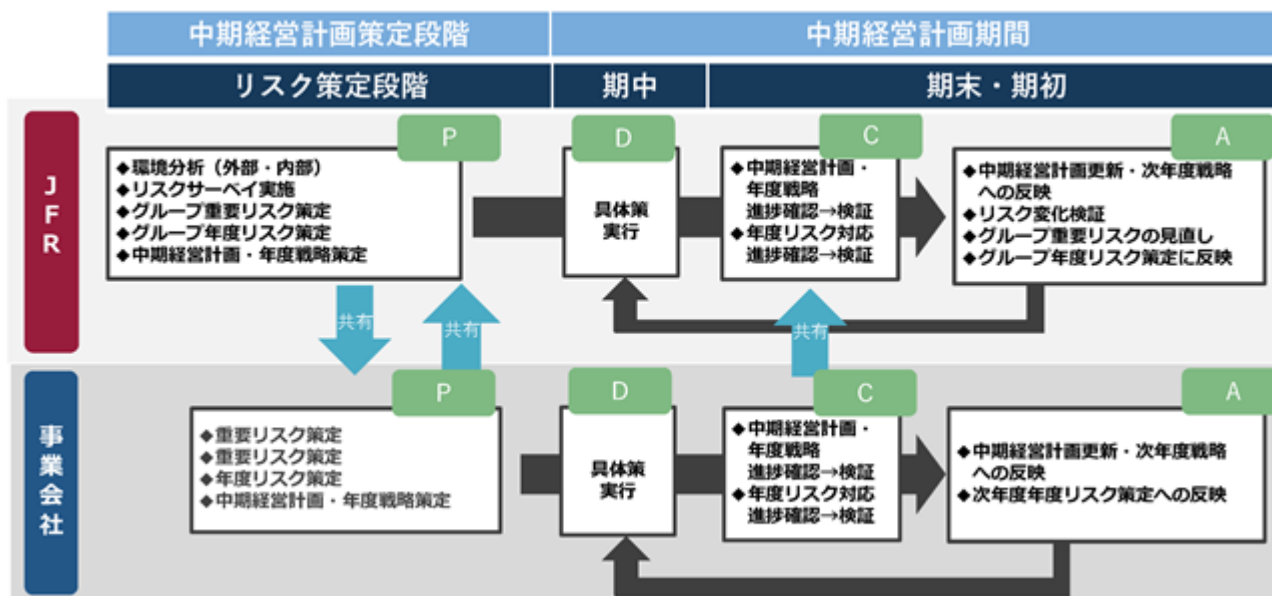 中期経営計画策定段階
中期経営計画期間
リスク策定段階
期中
期末・期初
JFR
P
◆環境分析（外部・内部）
◆リスクサーベイ実施
◆グループ重要リスク策定
◆グループ年度リスク策定
◆中期経営計画・年度戦略策定
D
具体策
実行
C
◆中期経営計画・
年度戦略
進捗確認→検証
◆年度リスク対応
進捗確認→検証
A
◆中期経営計画更新・次年度戦略
への反映
◆リスク変化検証
◆グループ重要リスクの見直し
◆グループ年度リスク策定に反映
共有
共有
共有
事業会社
P
◆重要リスク策定
◆重要リスク策定
◆年度リスク策定
◆中期経営計画・年度戦略策定
D
具体策
実行
C
◆中期経営計画・
年度戦略
進捗確認→検証
◆年度リスク対応
進捗確認→検証
A
◆中期経営計画更新・次年度戦略
への反映
◆次年度年度リスク策定への反映